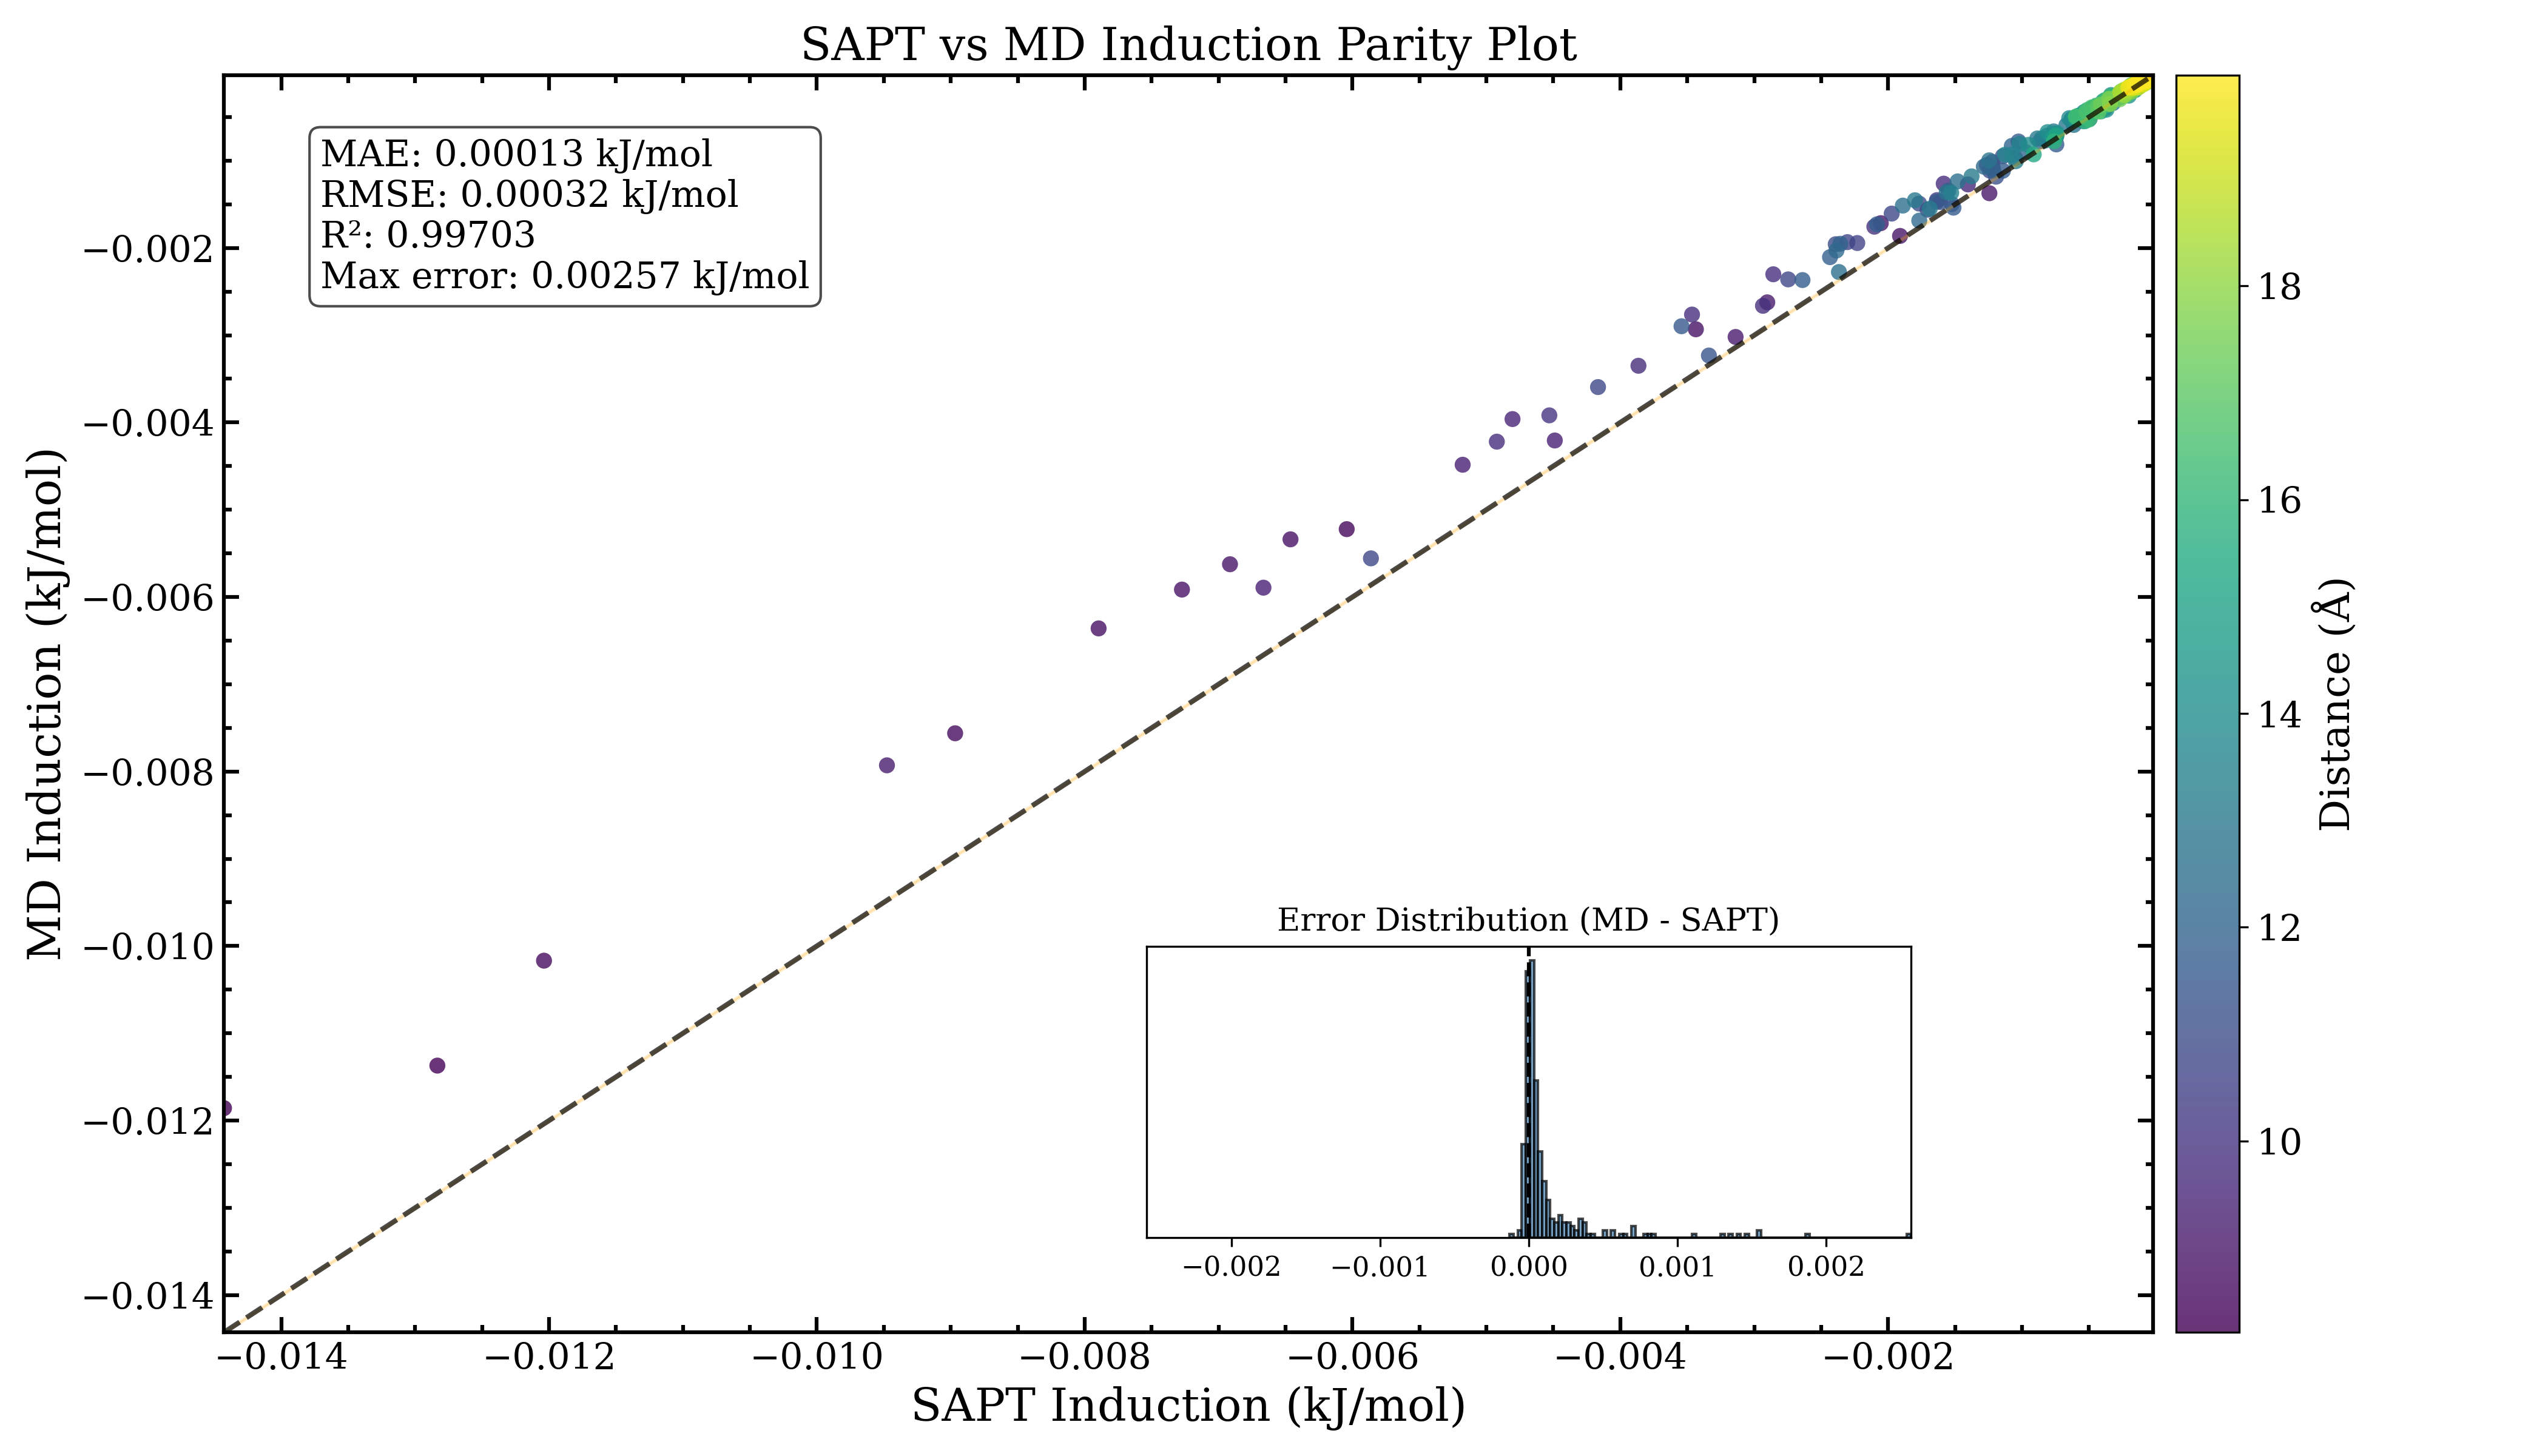 SAPT vs MD Induction Parity Plot
MAE: 0.00013 kJ/mol
RMSE: 0.00032 kJ/mol
R²: 0.99703
Max error: 0.00257 kJ/mol
MD Induction (kJ/mol)
−0.002
−0.004
−0.006
−0.008
−0.010
−0.012
−0.014
Error Distribution (MD - SAPT)
−0.002 −0.001 0.000 0.001 0.002
−0.014 −0.012 −0.010 −0.008 −0.006 −0.004 −0.002
SAPT Induction (kJ/mol)
18
16
14
12
10
Distance (Å)